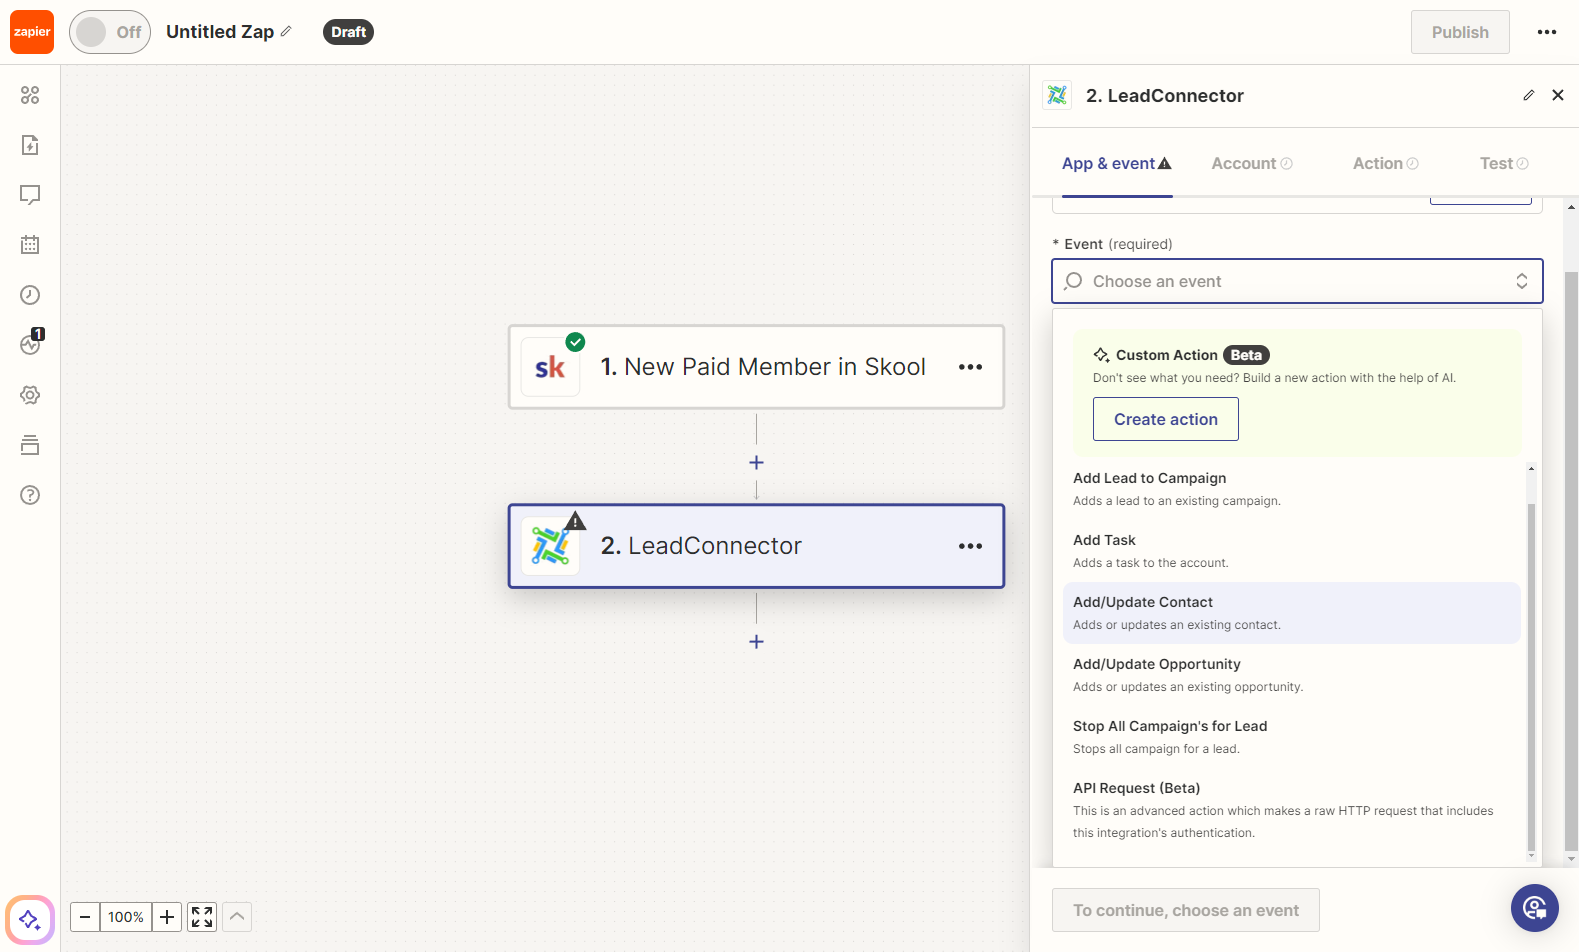 zapier
Off
Untitled Zap
Draft
Publish
1
sk
1. New Paid Member in Skool
2. LeadConnector
100%
2. LeadConnector
App & event
Account
Action
Test
* Event (required)
Choose an event
Custom Action Beta
Don't see what you need? Build a new action with the help of AI.
Create action
Add Lead to Campaign
Adds a lead to an existing campaign.
Add Task
Adds a task to the account.
Add/Update Contact
Adds or updates an existing contact.
Add/Update Opportunity
Adds or updates an existing opportunity.
Stop All Campaign's for Lead
Stops all campaign for a lead.
API Request (Beta)
This is an advanced action which makes a raw HTTP request that includes
this integration's authentication.
To continue, choose an event